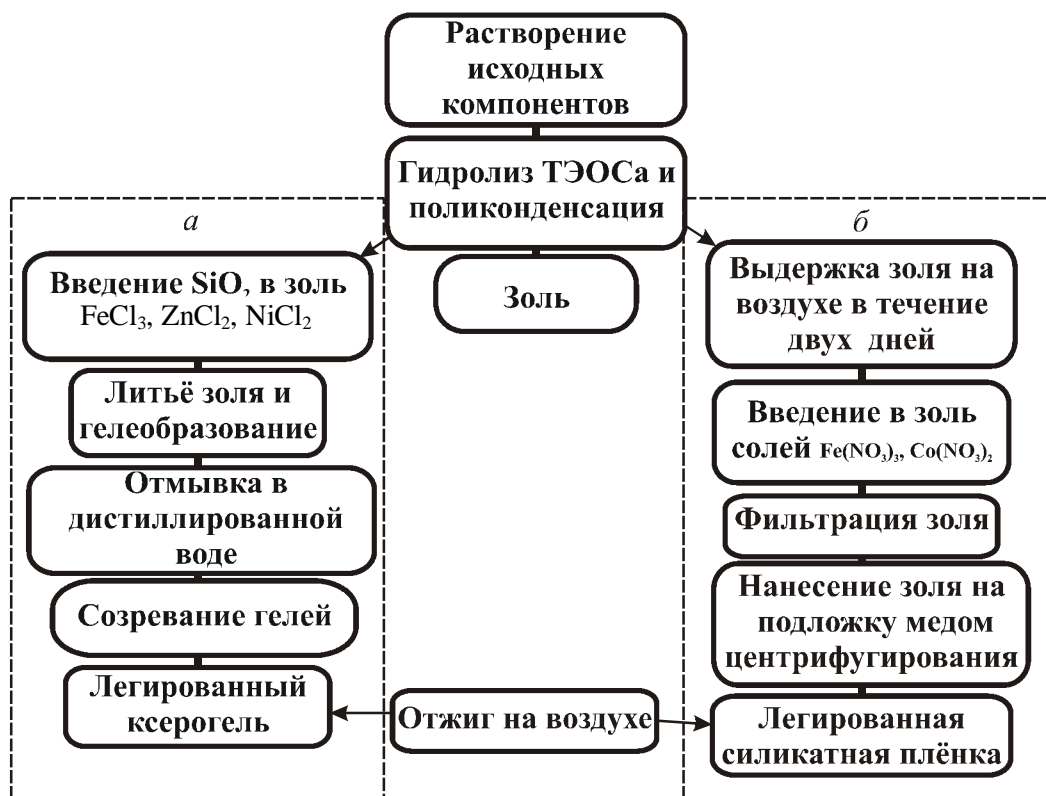 Растворение
исходных
компонентов
Гидролиз ТЭОСа и
поликонденсация
Золь
а
Введение SiO, в золь
FeCl₃, ZnCl₂, NiCl₂
Литьё золя и
гелеобразование
Отмывка в
дистиллированной
воде
Созревание гелей
Легированный
ксерогель
Отжиг на воздухе
б
Выдержка золя на
воздухе в течение
двух дней
Введение в золь
солей Fe(NO₃)₃, Co(NO₃)₂
Фильтрация золя
Нанесение золя на
подложку медом
центрифугирования
Легированная
силикатная плёнка